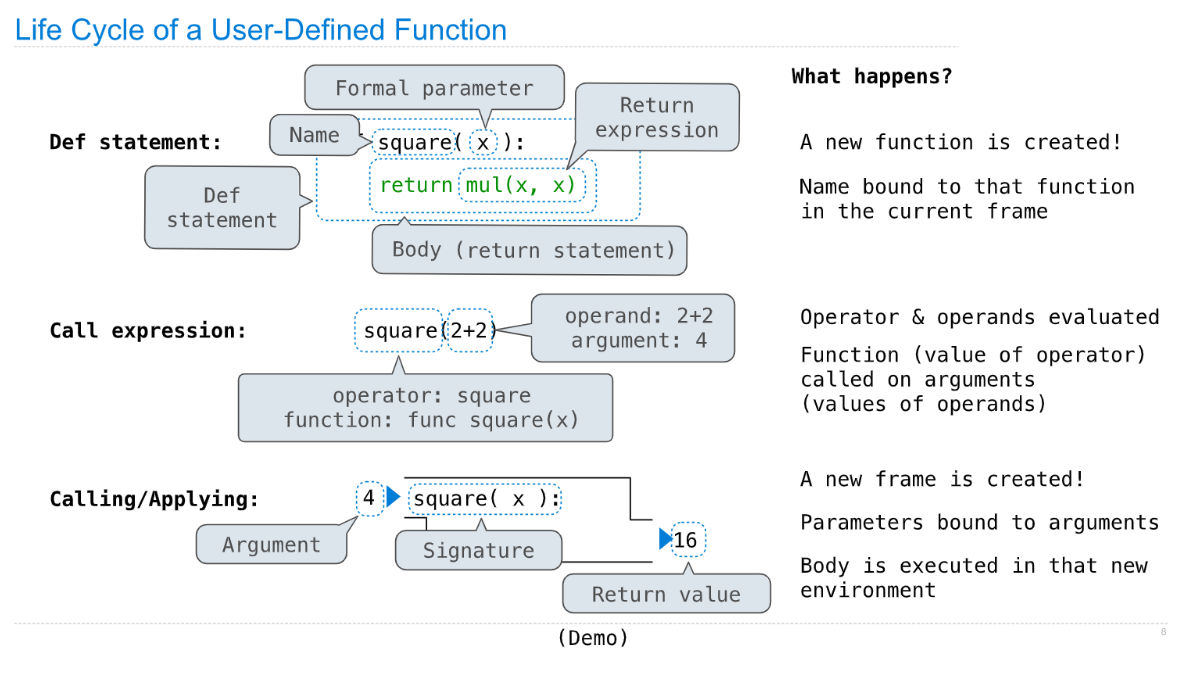 Life Cycle of a User-Defined Function
What happens?
Def statement:
Formal parameter
Name
Return
expression
square( x ):
return mul(x, x)
Def
statement
Body (return statement)
A new function is created!
Name bound to that function
in the current frame
Call expression:
square(2+2)
operand: 2+2
argument: 4
operator: square
function: func square(x)
Operator & operands evaluated
Function (value of operator)
called on arguments
(values of operands)
Calling/Applying:
4
square( x ):
Argument
Signature
16
Return value
A new frame is created!
Parameters bound to arguments
Body is executed in that new
environment
(Demo)
8